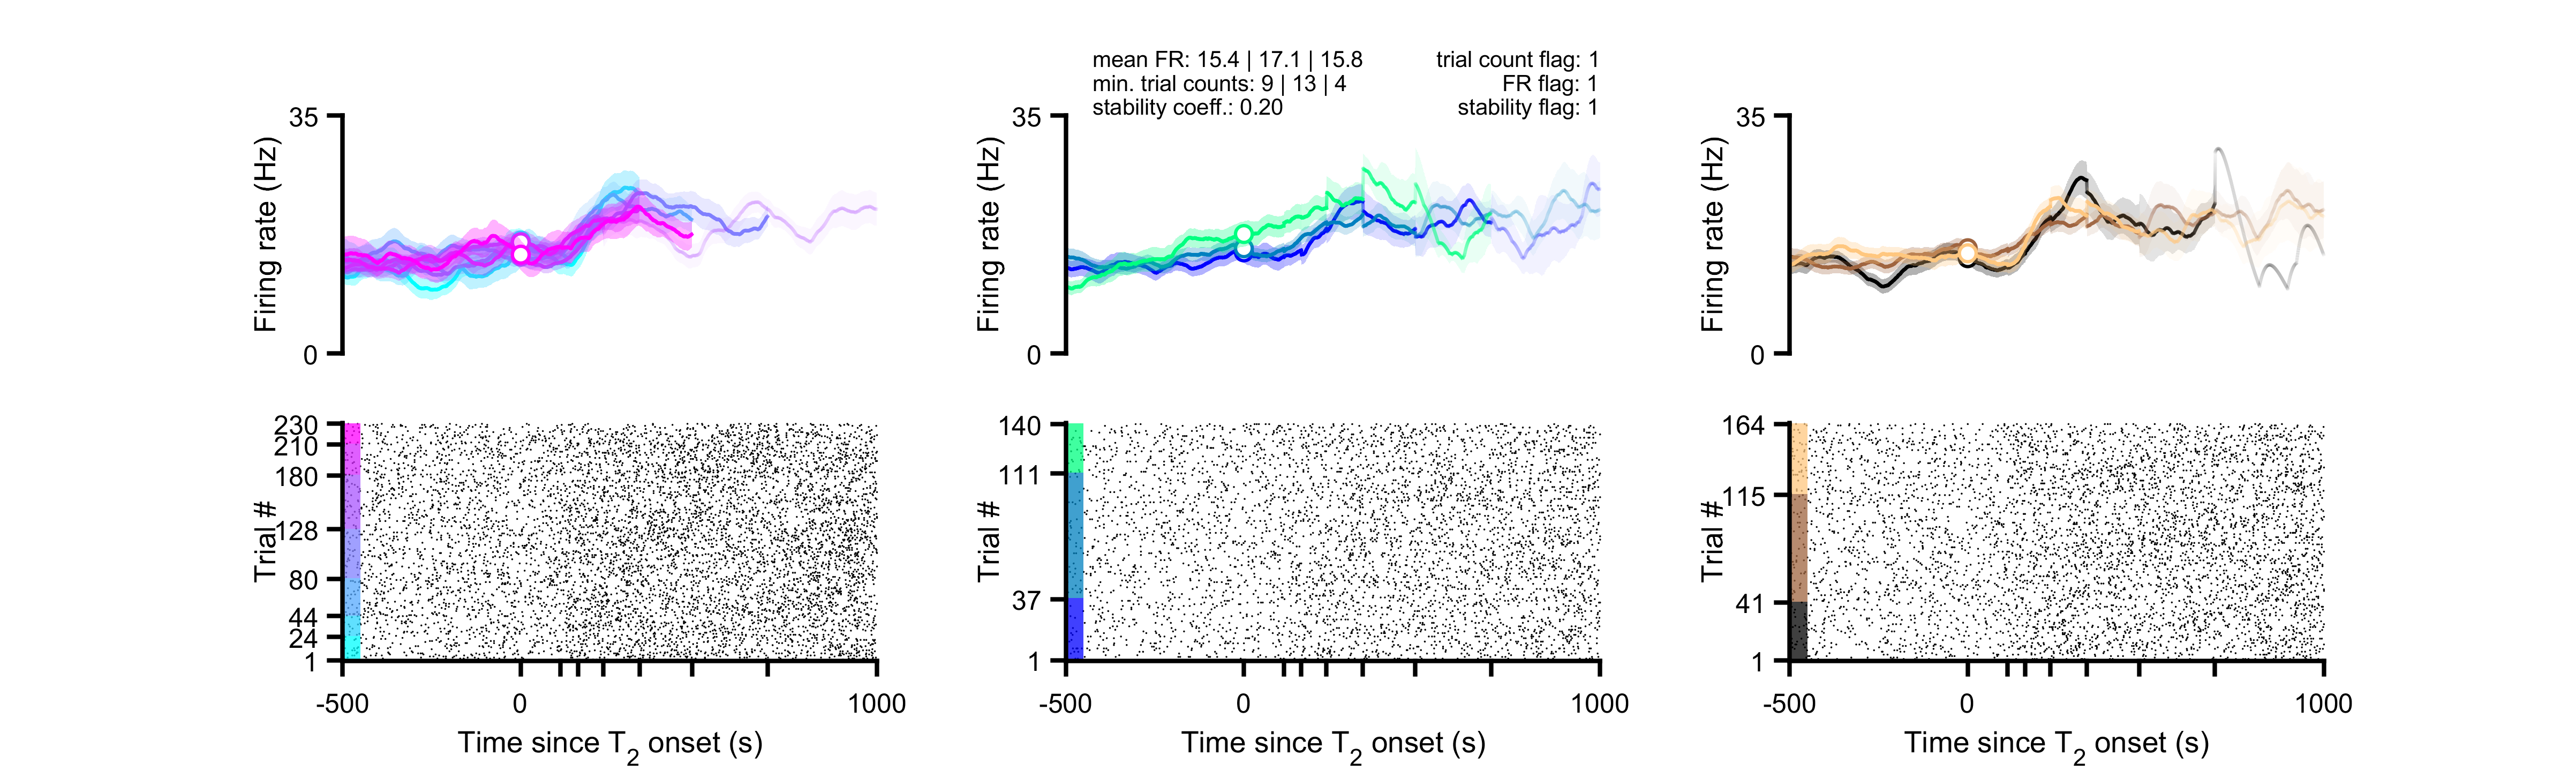 mean FR: 15.4 | 17.1 | 15.8
min. trial counts: 9 | 13 | 4
stability coeff.: 0.20
trial count flag: 1
FR flag: 1
stability flag: 1
35
Firing rate (Hz)
0
35
Firing rate (Hz)
0
35
Firing rate (Hz)
0
230
210
180
128
80
44
24
1
Trial #
-500
0
1000
Time since T2 onset (s)
140
111
37
1
Trial #
-500
0
1000
Time since T2 onset (s)
164
115
41
1
Trial #
-500
0
1000
Time since T2 onset (s)